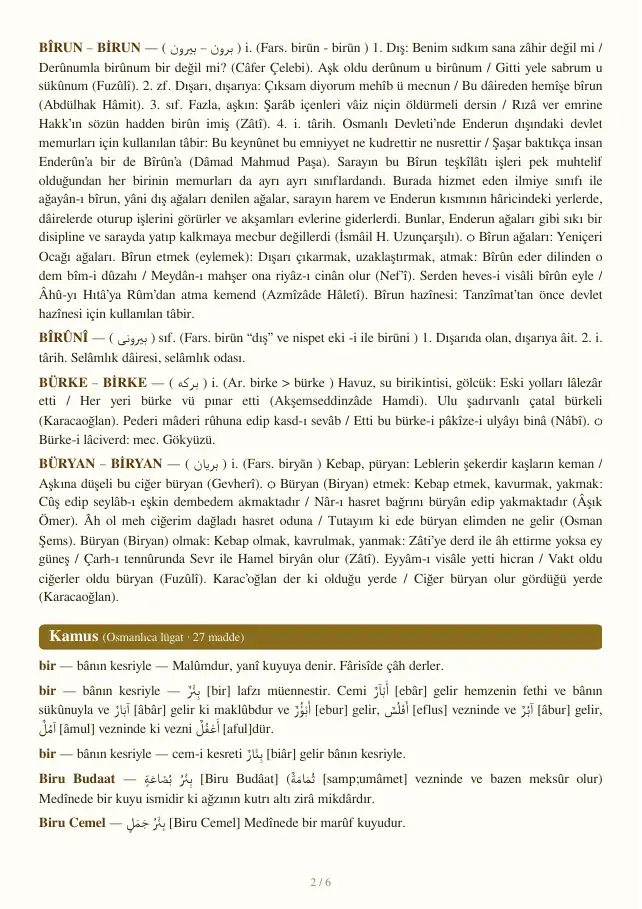 BÎRUN – BİRUN — ( برون – بيرون ) i. (Fars. birūn - birün ) 1. Dış: Benim sıdkım sana zâhir değil mi /
Derûnumla birûnum bir değil mi? (Câfer Çelebi). Aşk oldu derûnum u birûnum / Gitti yele sabrum u
sükûnum (Fuzûlî). 2. zf. Dışarı, dışarıya: Çıksam diyorum mehîb ü mecnun / Bu dâireden hemîşe bîrun
(Abdülhak Hâmit). 3. sıf. Fazla, aşkın: Şarâb içenleri vâiz niçin öldürmeli dersin / Rızâ ver emrine
Hakk’ın sözün hadden birûn imiş (Zâtî). 4. i. târih. Osmanlı Devleti’nde Enderun dışındaki devlet
memurları için kullanılan tâbir: Bu keynûnet bu emniyyet ne kudrettir ne nusrettir / Şaşar baktıkça insan
Enderûn’a bir de Bîrûn’a (Dâmad Mahmud Paşa). Sarayın bu Bîrun teşkîlâtı işleri pek muhtelif
olduğundan her birinin memurları da ayrı ayrı sınıflardandı. Burada hizmet eden ilmiye sınıfı ile
ağayân-ı bîrun, yâni dış ağaları denilen ağalar, sarayın harem ve Enderun kısmının hâricindeki yerlerde,
dâirelerde oturup işlerini görürler ve akşamları evlerine giderlerdi. Bunlar, Enderun ağaları gibi sıkı bir
disipline ve sarayda yatıp kalkmaya mecbur değillerdi (İsmâil H. Uzunçarşılı). ѻ Bîrun ağaları: Yeniçeri
Ocağı ağaları. Bîrun etmek (eylemek): Dışarı çıkarmak, uzaklaştırmak, atmak: Bîrûn eder dilinden o
dem bîm-i dûzahı / Meydân-ı mahşer ona riyâz-ı cinân olur (Nef’î). Serden heves-i visâli bîrûn eyle /
Âhû-yı Hıtâ’ya Rûm’dan atma kemend (Azmîzâde Hâletî). Bîrun hazînesi: Tanzîmat’tan önce devlet
hazînesi için kullanılan tâbir.
BÎRÛNÎ — ( بيرونى ) sıf. (Fars. birün “dış” ve nispet eki -i ile birüni ) 1. Dışarıda olan, dışarıya âit. 2. i.
târih. Selâmlık dâiresi, selâmlık odası.
BÜRKE – BİRKE — ( بركه ) i. (Ar. birke > bürke ) Havuz, su birikintisi, gölcük: Eski yolları lâlezâr
etti / Her yeri bürke vü pınar etti (Akşemseddinzâde Hamdi). Ulu şadırvanlı çatal bürkeli
(Karacaoğlan). Pederi mâderi rûhuna edip kasd-ı sevâb / Etti bu bürke-i pâkîze-i ulyâyı binâ (Nâbî). ѻ
Bürke-i lâciverd: mec. Gökyüzü.
BÜRYAN – BİRYAN — ( بريان ) i. (Fars. biryān ) Kebap, püryan: Leblerin şekerdir kaşların keman /
Aşkına düşeli bu ciğer büryan (Gevherî). ѻ Büryan (Biryan) etmek: Kebap etmek, kavurmak, yakmak:
Cûş edip seylâb-ı eşkin dembedem akmaktadır / Nâr-ı hasret bağrını büryân edip yakmaktadır (Âşık
Ömer). Âh ol meh ciğerim dağladı hasret oduna / Tutayım ki ede büryan elimden ne gelir (Osman
Şems). Büryan (Biryan) olmak: Kebap olmak, kavrulmak, yanmak: Zâti’ye derd ile âh ettirme yoksa ey
güneş / Çarh-ı tennûrunda Sevr ile Hamel biryân olur (Zâtî). Eyyâm-ı visâle yetti hicran / Vakt oldu
ciğerler oldu büryan (Fuzûlî). Karac’oğlan der ki olduğu yerde / Ciğer büryan olur gördüğü yerde
(Karacaoğlan).
Kamus (Osmanlıca lügat · 27 madde)
bir — bânın kesriyle — Malûmdur, yanî kuyuya denir. Fârisîde çâh derler.
bir — bânın kesriyle — بِئْرٌ [bir] lafzı müennestir. Cemi أَبْآرٌ [ebâr] gelir hemzenin fethi ve bânın
sükûnuyla ve آبَارٌ [âbâr] gelir ki maklûbdur ve أَبْؤُرٌ [ebur] gelir, أَفْلُسٌ [eflus] vezninde ve آبُرٌ [âbur] gelir,
آمُلٌ [âmul] vezninde ki vezni أَعْفُلٌ [aful]dür.
bir — bânın kesriyle — cem-i kesreti بِئَارٌ [biâr] gelir bânın kesriyle.
Biru Budaat — بِئْرُ بُضَاعَةٍ [Biru Budâat] (ثُمَامَةٌ [samp;umâmet] vezninde ve bazen meksûr olur)
Medînede bir kuyu ismidir ki ağzının kutrı altı zirâ mikdârdır.
Biru Cemel — بِئْرُ جَمَلٍ [Biru Cemel] Medînede bir marûf kuyudur.
2 / 6